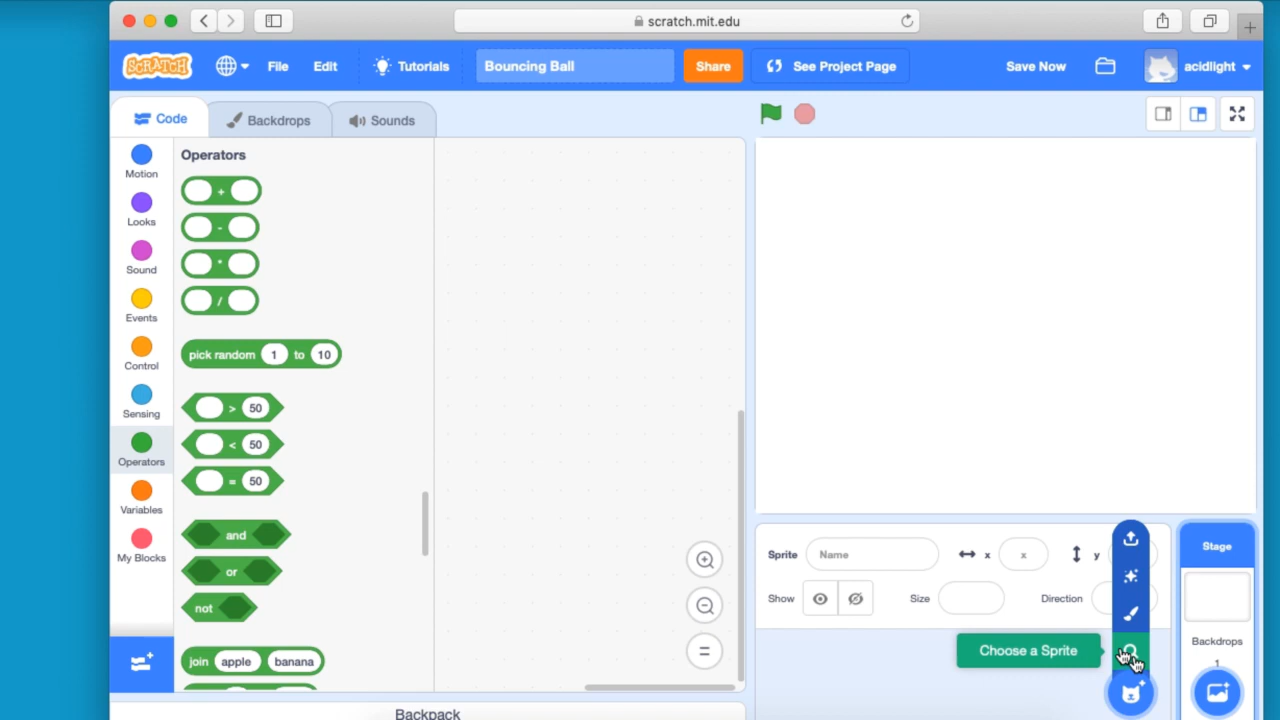 scratch.mit.edu
SCRATCH
File
Edit
Tutorials
Bouncing Ball
Share
See Project Page
Save Now
acidlight
Code
Backdrops
Sounds
Motion
Looks
Sound
Events
Control
Sensing
Operators
Variables
My Blocks
Operators
+
-
*
/
pick random 1 to 10
> 50
< 50
= 50
and
or
not
join apple banana
Backpack
Sprite Name x x y
Show Size Direction
Choose a Sprite
Stage
Backdrops
1